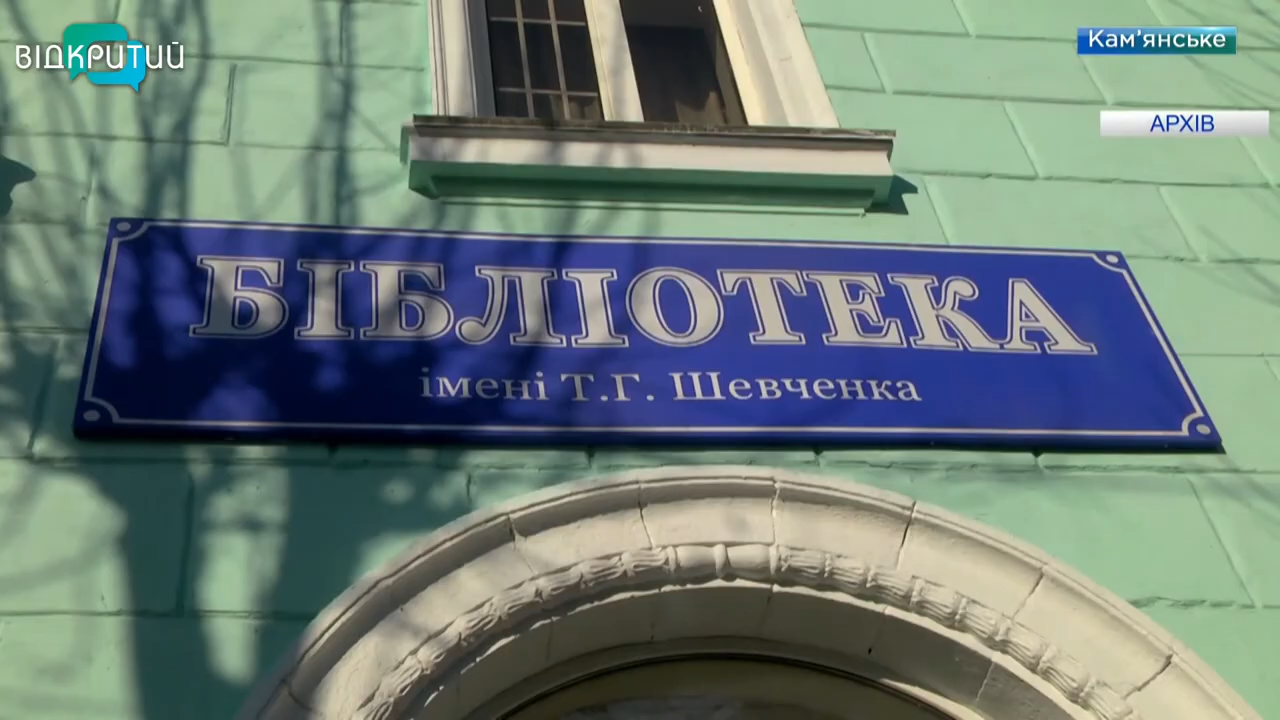 ВІДКРИТИЙ
Кам'янське
АРХІВ
БІБЛІОТЕКА
імені Т.Г. Шевченка